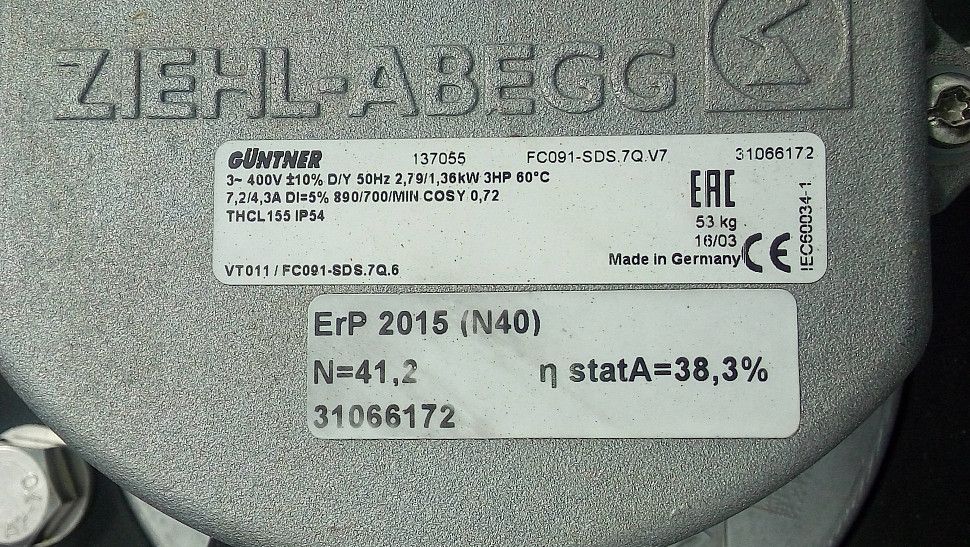 ZIEHL-ABEGG
GÜNTNER 137055 FC091-SDS.7Q.V7 31066172
3~ 400V ±10% D/Y 50Hz 2,79/1,36kW 3HP 60°C
7,2/4,3A DI=5% 890/700/MIN COSY 0,72
THCL155 IP54
EAC
53 kg
16/03
Made in Germany CE
IEC60034-1
VT011 / FC091-SDS.7Q.6
ErP 2015 (N40)
N=41,2 η statA=38,3%
31066172